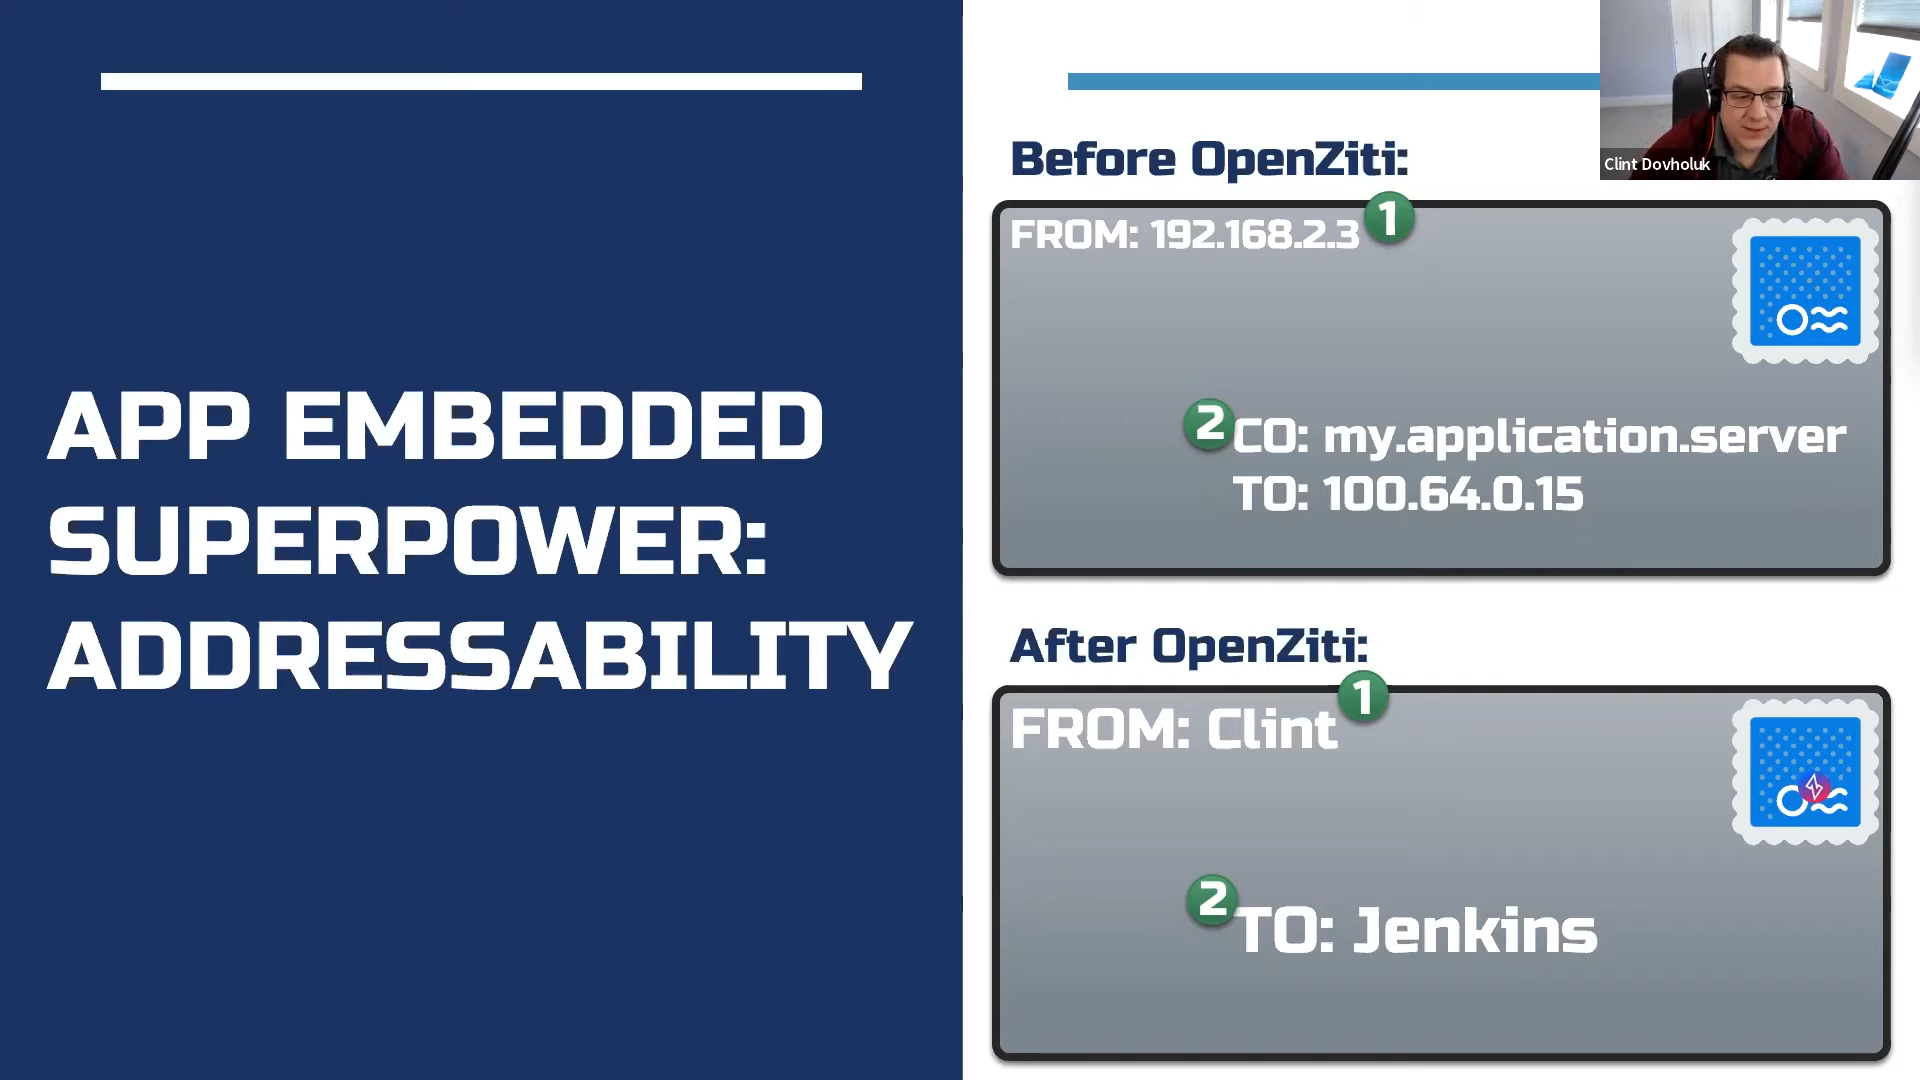 APP EMBEDDED
SUPERPOWER:
ADDRESSABILITY
Before OpenZiti:
FROM: 192.168.2.3
1
2
CO: my.application.server
TO: 100.64.0.15
After OpenZiti:
FROM: Clint
1
2
TO: Jenkins
Clint Dovholuk